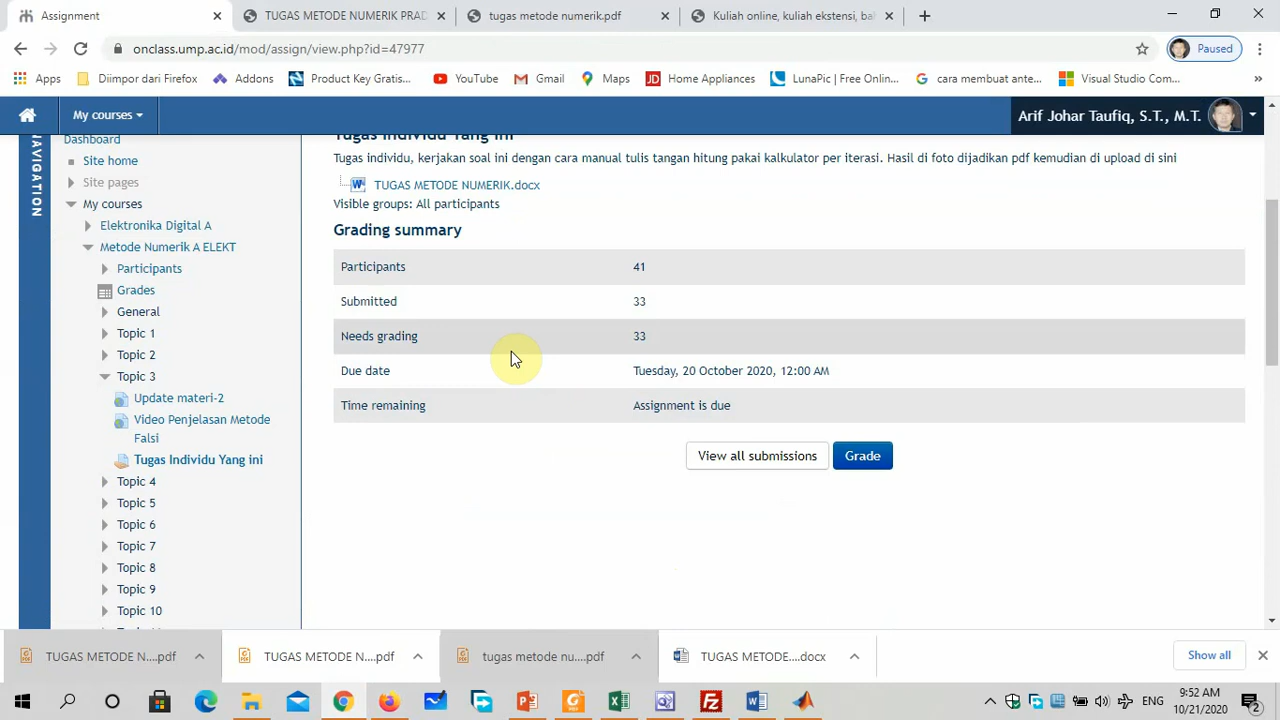 Assignment
TUGAS METODE NUMERIK PRAD
tugas metode numerik.pdf
Kuliah online, kuliah ekstensi, bah
onclass.ump.ac.id/mod/assign/view.php?id=47977
Paused
Apps
Diimpor dari Firefox
Addons
Product Key Gratis...
YouTube
Gmail
Maps
Home Appliances
LunaPic | Free Onlin...
cara membuat ante...
Visual Studio Com...
My courses
Arif Johar Taufiq, S.T., M.T.
NAVIGATION
Dashboard
Site home
Site pages
My courses
Elektronika Digital A
Metode Numerik A ELEKT
Participants
Grades
General
Topic 1
Topic 2
Topic 3
Update materi-2
Video Penjelasan Metode
Falsi
Tugas Individu Yang ini
Topic 4
Topic 5
Topic 6
Topic 7
Topic 8
Topic 9
Topic 10
Tugas Individu Yang ini
Tugas individu, kerjakan soal ini dengan cara manual tulis tangan hitung pakai kalkulator per iterasi. Hasil di foto dijadikan pdf kemudian di upload di sini
TUGAS METODE NUMERIK.docx
Visible groups: All participants
Grading summary
Participants 41
Submitted 33
Needs grading 33
Due date Tuesday, 20 October 2020, 12:00 AM
Time remaining Assignment is due
View all submissions
Grade
TUGAS METODE N....pdf
TUGAS METODE N....pdf
tugas metode nu....pdf
TUGAS METODE....docx
Show all
ENG
9:52 AM
10/21/2020
2